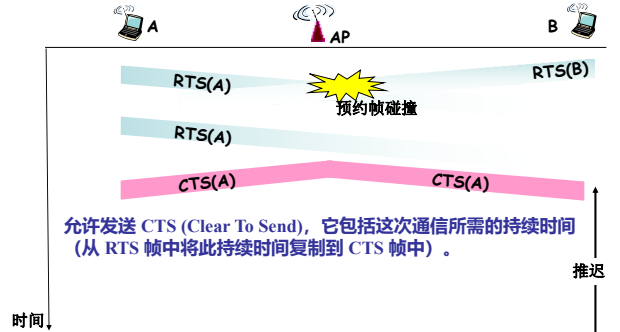 A
AP
B
RTS(A)
RTS(B)
预约帧碰撞
RTS(A)
CTS(A)
CTS(A)
允许发送 CTS (Clear To Send)，它包括这次通信所需的持续时间
（从 RTS 帧中将此持续时间复制到 CTS 帧中）。
推迟
时间